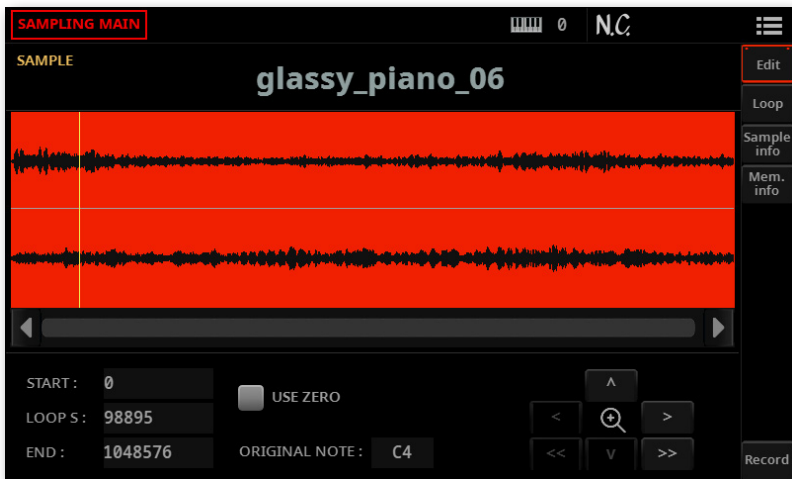 SAMPLING MAIN
0
N.C.
SAMPLE
glassy_piano_06
Edit
Loop
Sample
info
Mem.
info
START :
0
USE ZERO
LOOP S :
98895
END :
1048576
ORIGINAL NOTE :
C4
^
<
>
<<
v
>>
Record